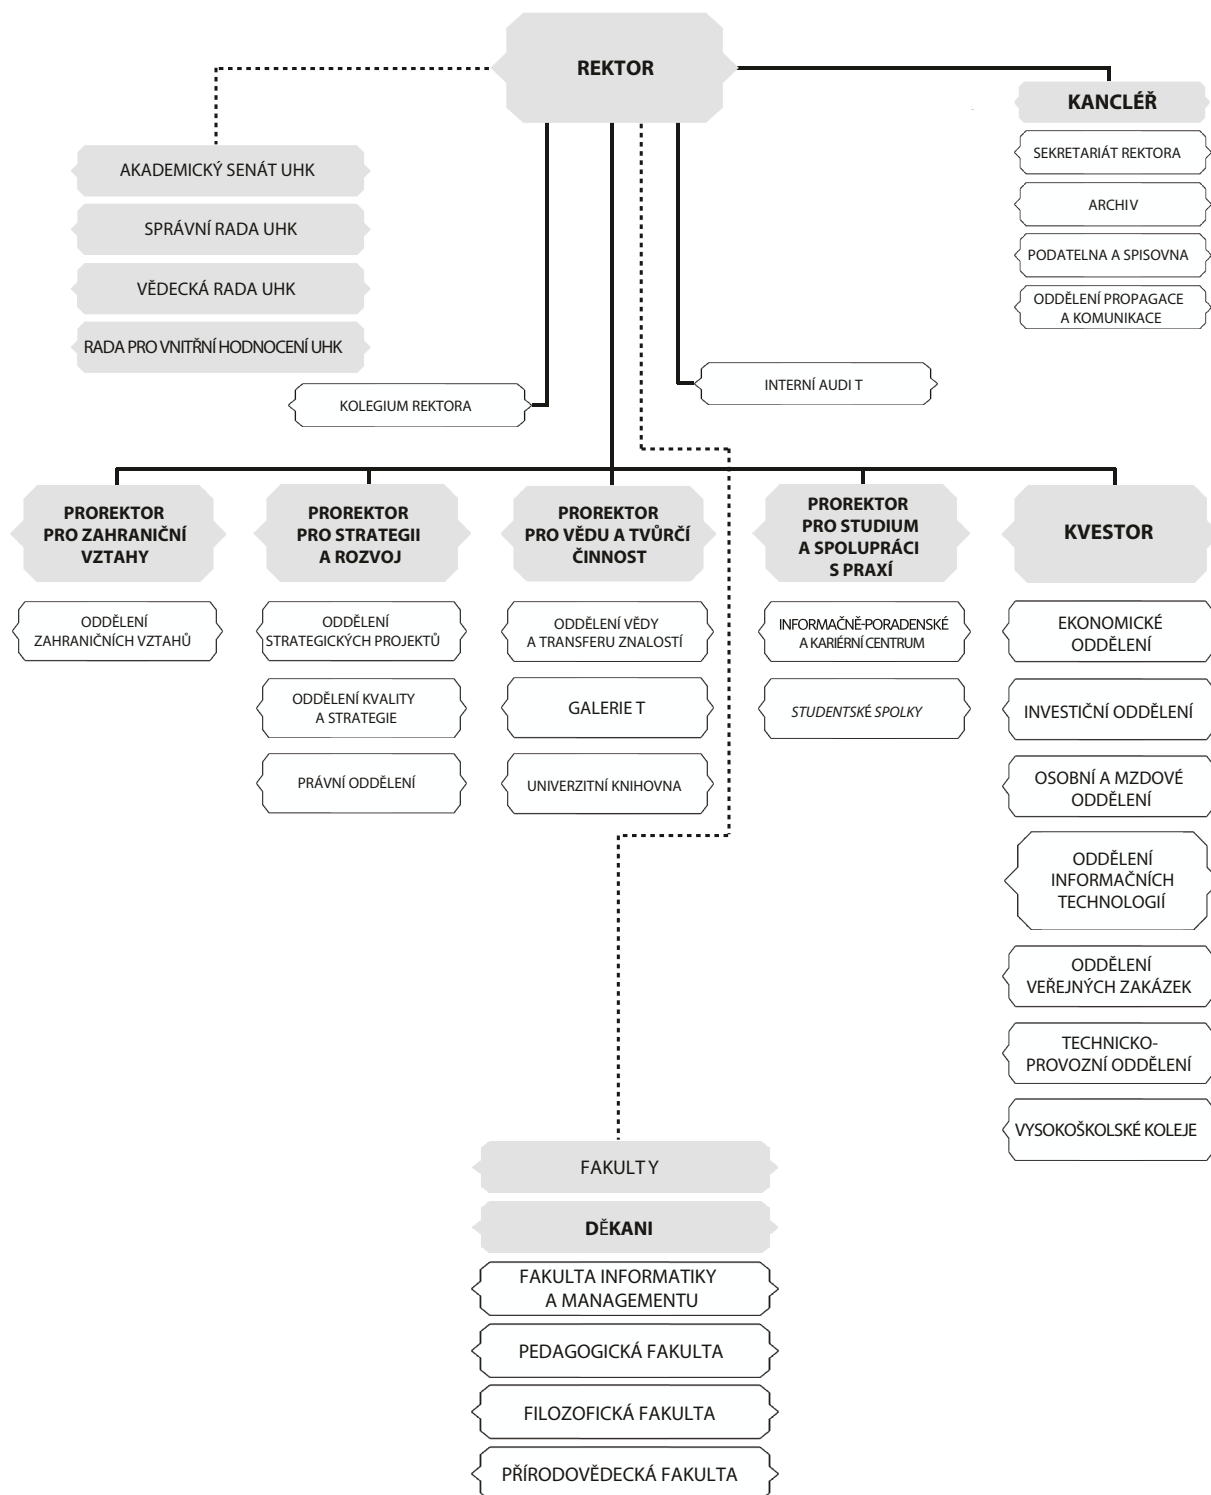 REKTOR
KANCLÉŘ
SEKRETARIÁT REKTORA
ARCHIV
PODATELNA A SPISOVNA
ODDĚLENÍ PROPAGACE
A KOMUNIKACE
AKADEMICKÝ SENÁT UHK
SPRÁVNÍ RADA UHK
VĚDECKÁ RADA UHK
RADA PRO VNITŘNÍ HODNOCENÍ UHK
KOLEGIUM REKTORA
INTERNÍ AUDI T
PROREKTOR
PRO ZAHRANIČNÍ
VZTAHY
ODDĚLENÍ
ZAHRANIČNÍCH VZTAHŮ
PROREKTOR
PRO STRATEGII
A ROZVOJ
ODDĚLENÍ
STRATEGICKÝCH PROJEKTŮ
ODDĚLENÍ KVALITY
A STRATEGIE
PRÁVNÍ ODDĚLENÍ
PROREKTOR
PRO VĚDU A TVŮRČÍ
ČINNOST
ODDĚLENÍ VĚDY
A TRANSFERU ZNALOSTÍ
GALERIE T
UNIVERZITNÍ KNIHOVNA
PROREKTOR
PRO STUDIUM
A SPOLUPRÁCI
S PRAXÍ
INFORMAČNĚ-PORADENSKÉ
A KARIÉRNÍ CENTRUM
STUDENTSKÉ SPOLKY
KVESTOR
EKONOMICKÉ
ODDĚLENÍ
INVESTIČNÍ ODDĚLENÍ
OSOBNÍ A MZDOVÉ
ODDĚLENÍ
ODDĚLENÍ
INFORMAČNÍCH
TECHNOLOGIÍ
ODDĚLENÍ
VEŘEJNÝCH ZAKÁZEK
TECHNICKO-
PROVOZNÍ ODDĚLENÍ
VYSOKOŠKOLSKÉ KOLEJE
FAKULTY
DĚKANI
FAKULTA INFORMATIKY
A MANAGEMENTU
PEDAGOGICKÁ FAKULTA
FILOZOFICKÁ FAKULTA
PŘÍRODOVĚDECKÁ FAKULTA